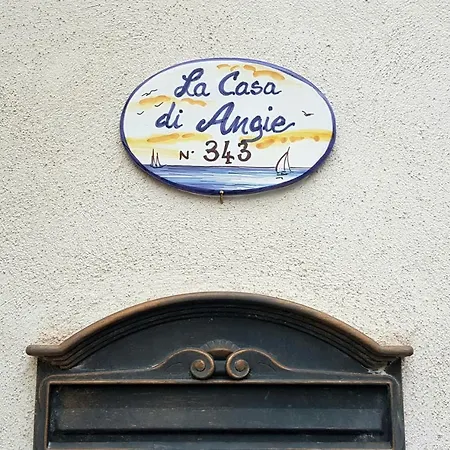 La Casa
di Angie
N. 343